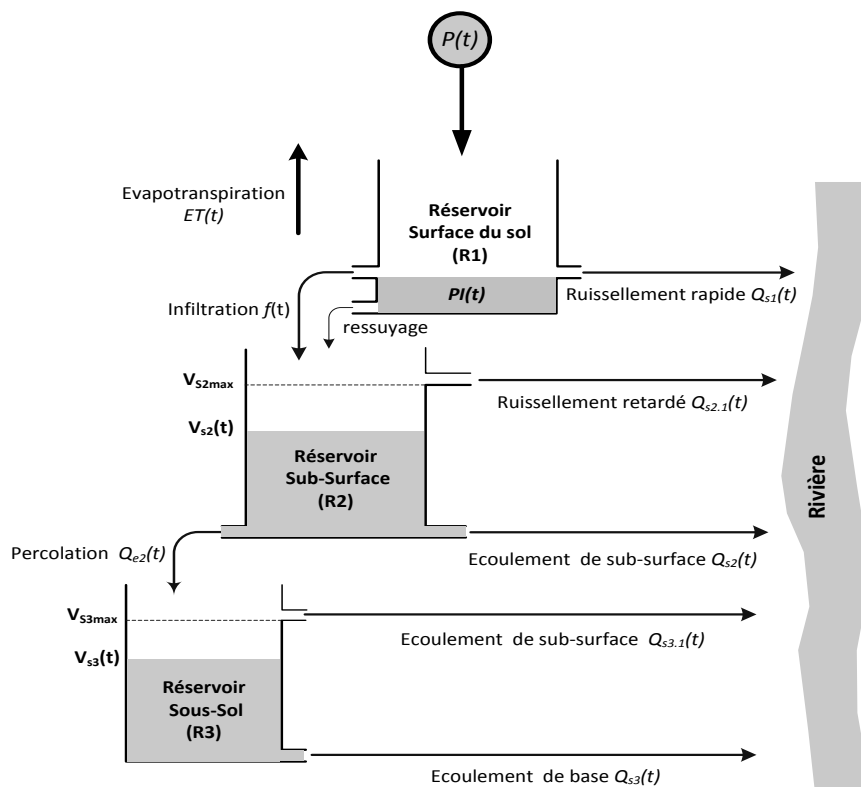 P(t)
Evapotranspiration
ET(t)
Réservoir
Surface du sol
(R1)
PI(t)
Ruissellement rapide Qs1(t)
Infiltration f(t)
ressuyage
VS2max
Ruissellement retardé Qs2.1(t)
Vs2(t)
Réservoir
Sub-Surface
(R2)
Rivière
Percolation Qe2(t)
Ecoulement de sub-surface Qs2(t)
VS3max
Ecoulement de sub-surface Qs3.1(t)
Vs3(t)
Réservoir
Sous-Sol
(R3)
Ecoulement de base Qs3(t)